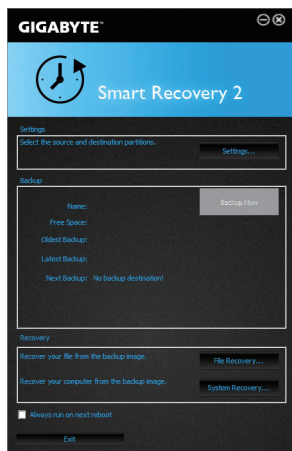 GIGABYTE™
Smart Recovery 2
Settings
Select the source and destination partitions.
Settings...
Backup
Backup Now
Name:
Free Space:
Oldest Backup:
Latest Backup:
Next Backup: No backup destination!
Recovery
Recover your file from the backup image.
File Recovery...
Recover your computer from the backup image.
System Recovery...
Always run on next reboot
Exit